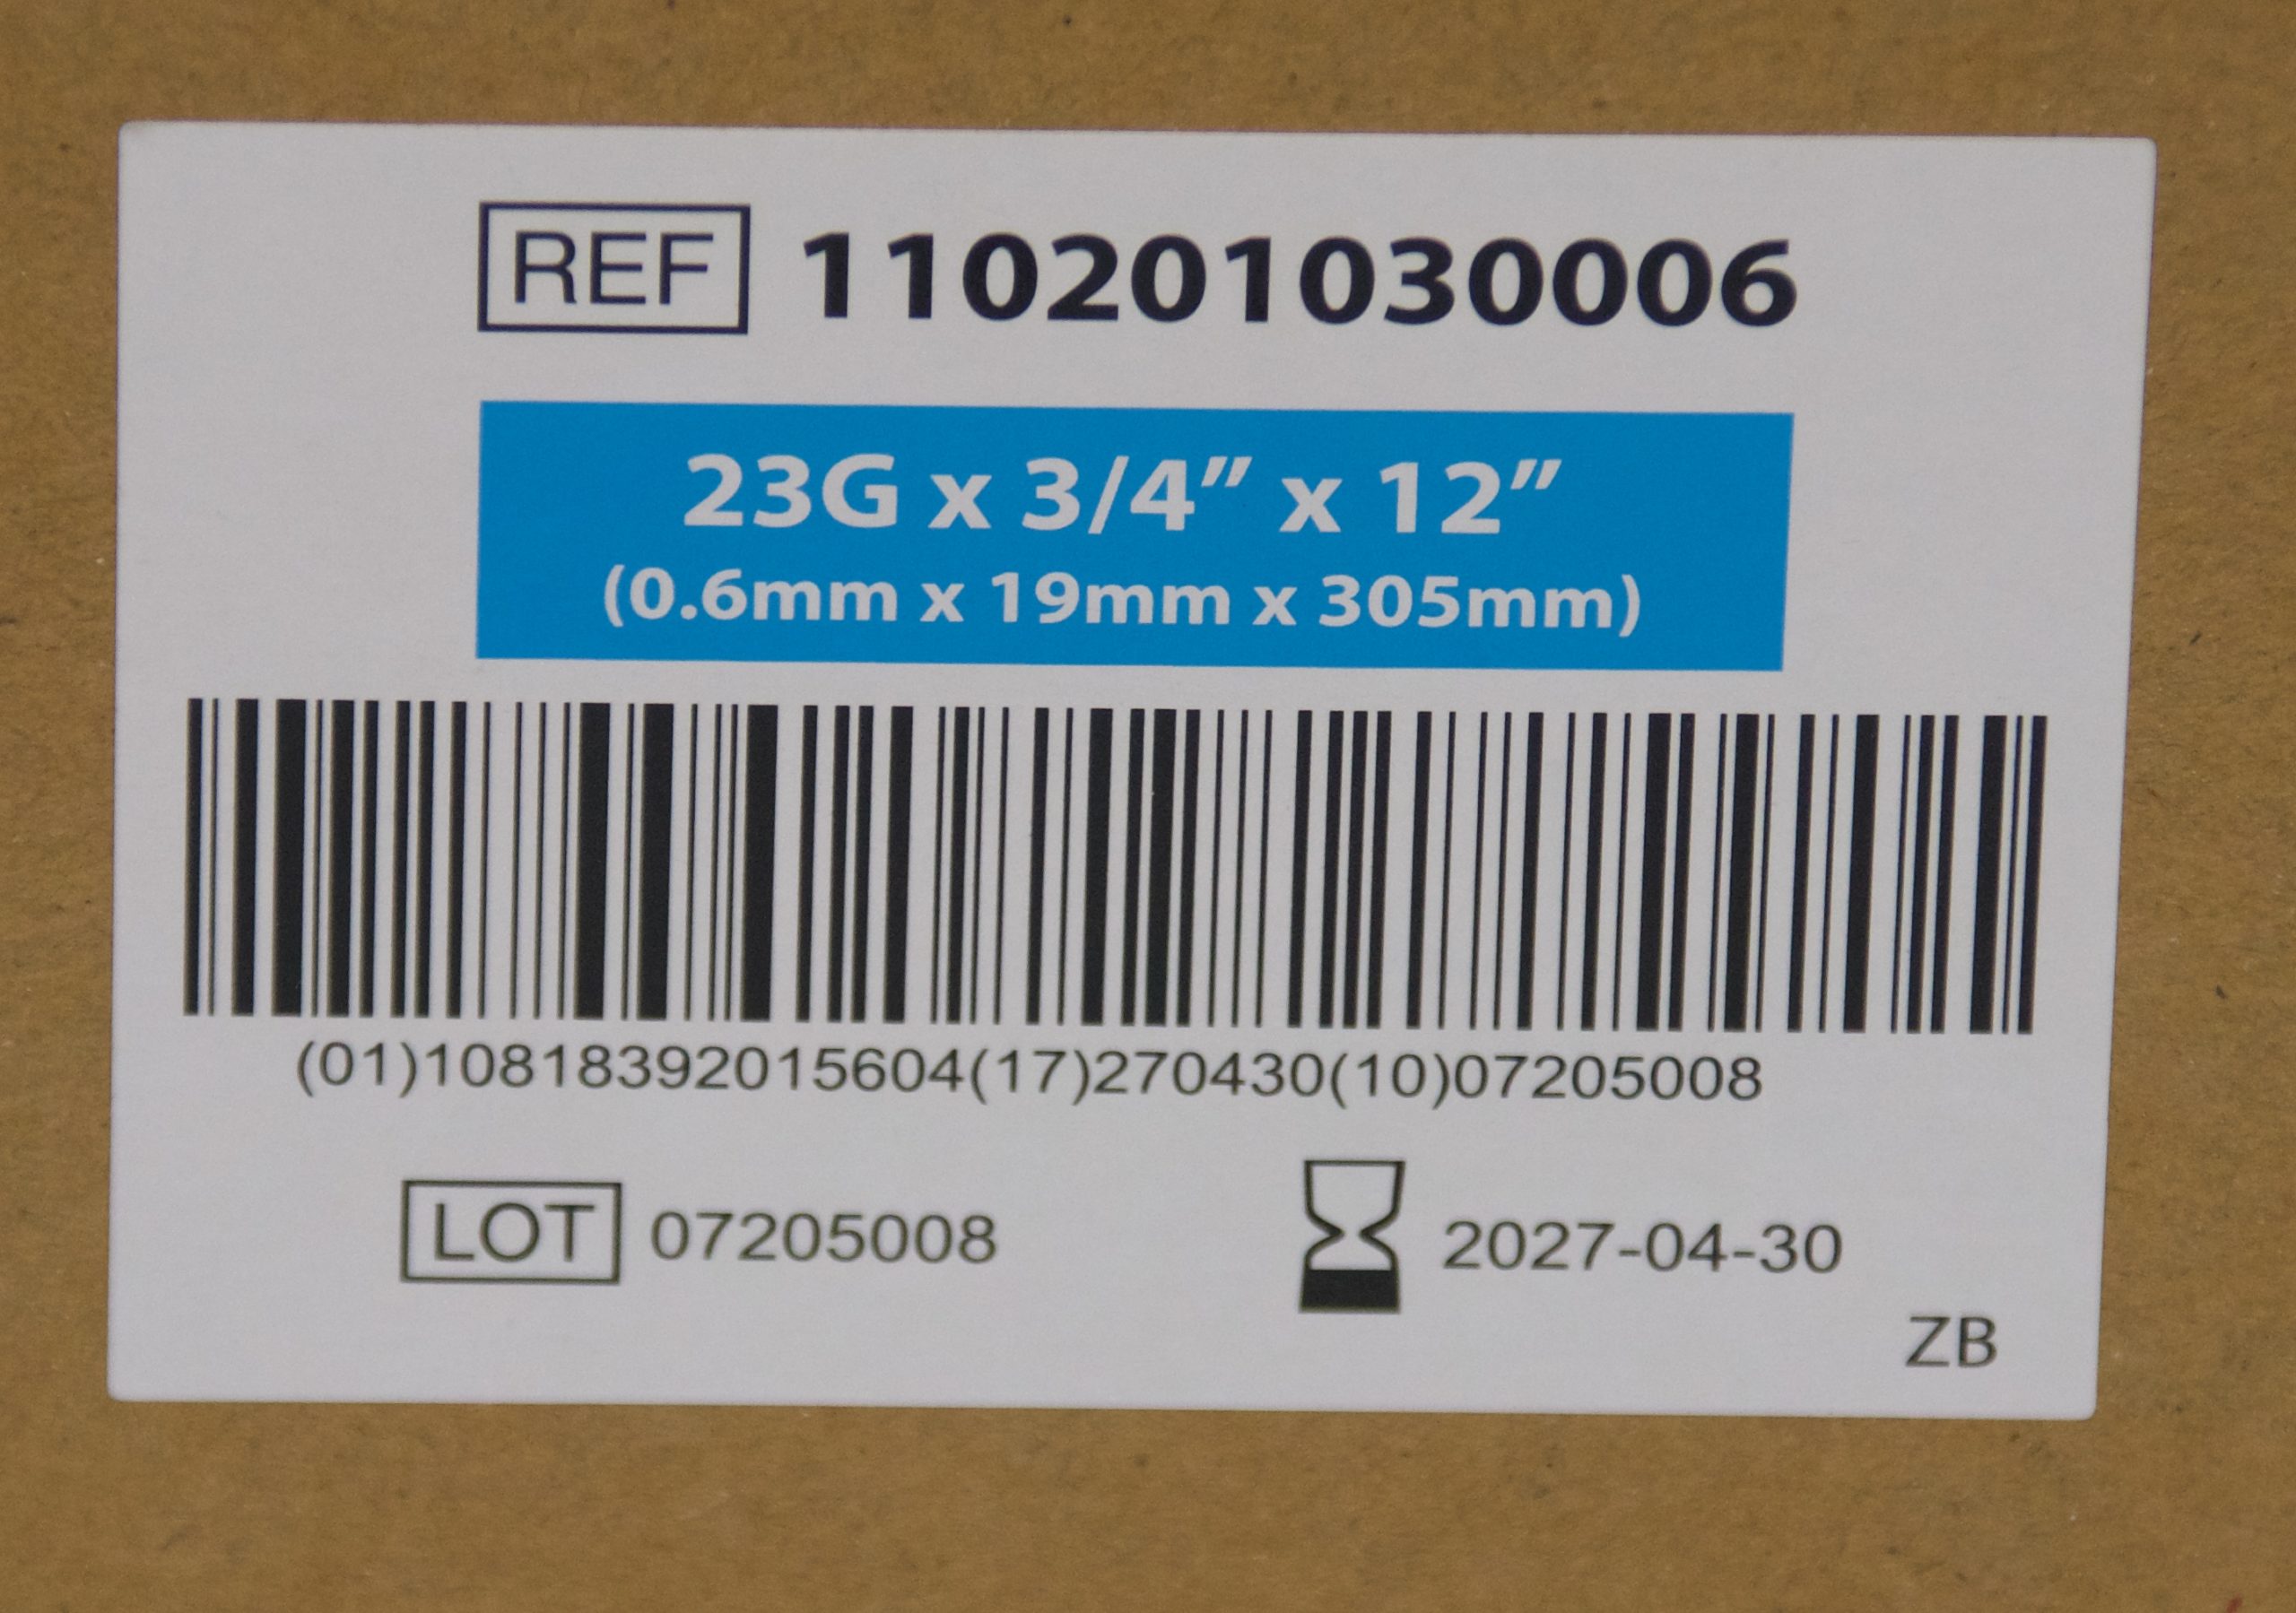 REF 110201030006
23G x 3/4” x 12”
(0.6mm x 19mm x 305mm)
(01)10818392015604(17)270430(10)07205008
LOT 07205008 2027-04-30
ZB